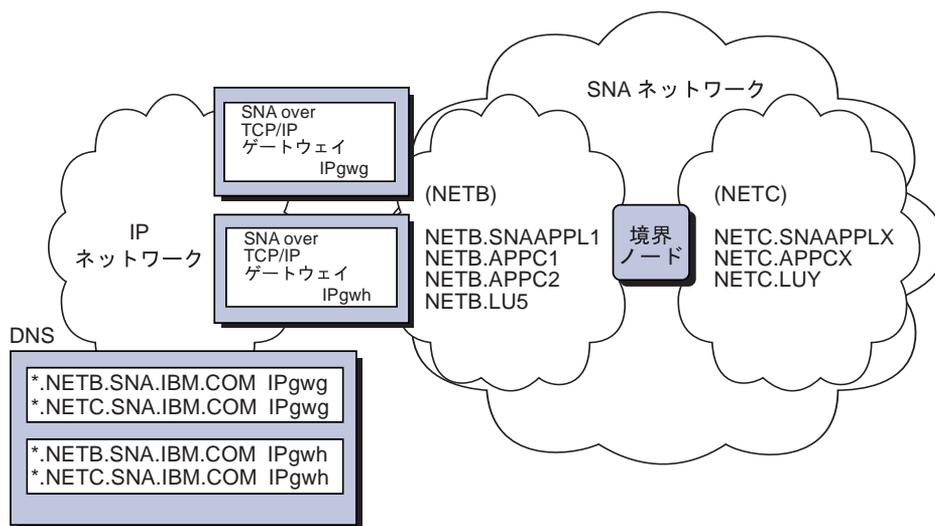 SNA ネットワーク
SNA over
TCP/IP
ゲートウェイ
IPgwg
SNA over
TCP/IP
ゲートウェイ
IPgwh
IP
ネットワーク
(NETB)
NETB.SNAAPPL1
NETB.APPC1
NETB.APPC2
NETB.LU5
境界
ノード
(NETC)
NETC.SNAAPPLX
NETC.APPCX
NETC.LUY
DNS
*.NETB.SNA.IBM.COM IPgwg
*.NETC.SNA.IBM.COM IPgwg
*.NETB.SNA.IBM.COM IPgwh
*.NETC.SNA.IBM.COM IPgwh